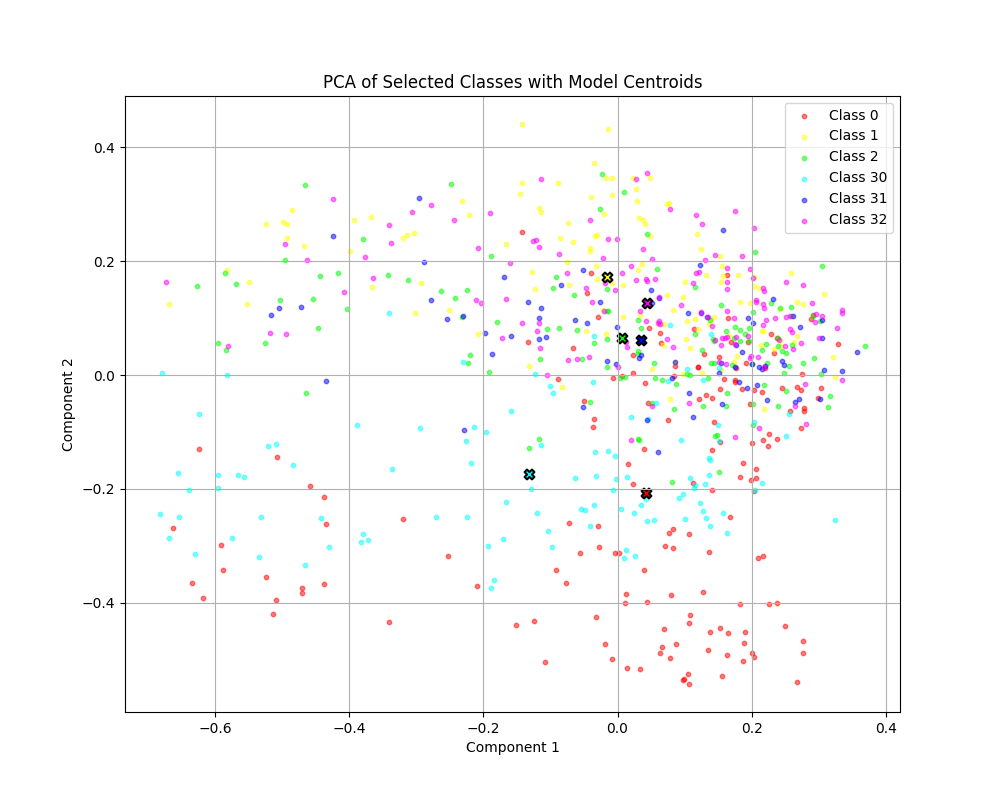 PCA of Selected Classes with Model Centroids
Class 0
Class 1
Class 2
Class 30
Class 31
Class 32
0.4
0.2
0.0
−0.2
−0.4
Component 2
−0.6
−0.4
−0.2
0.0
0.2
0.4
Component 1